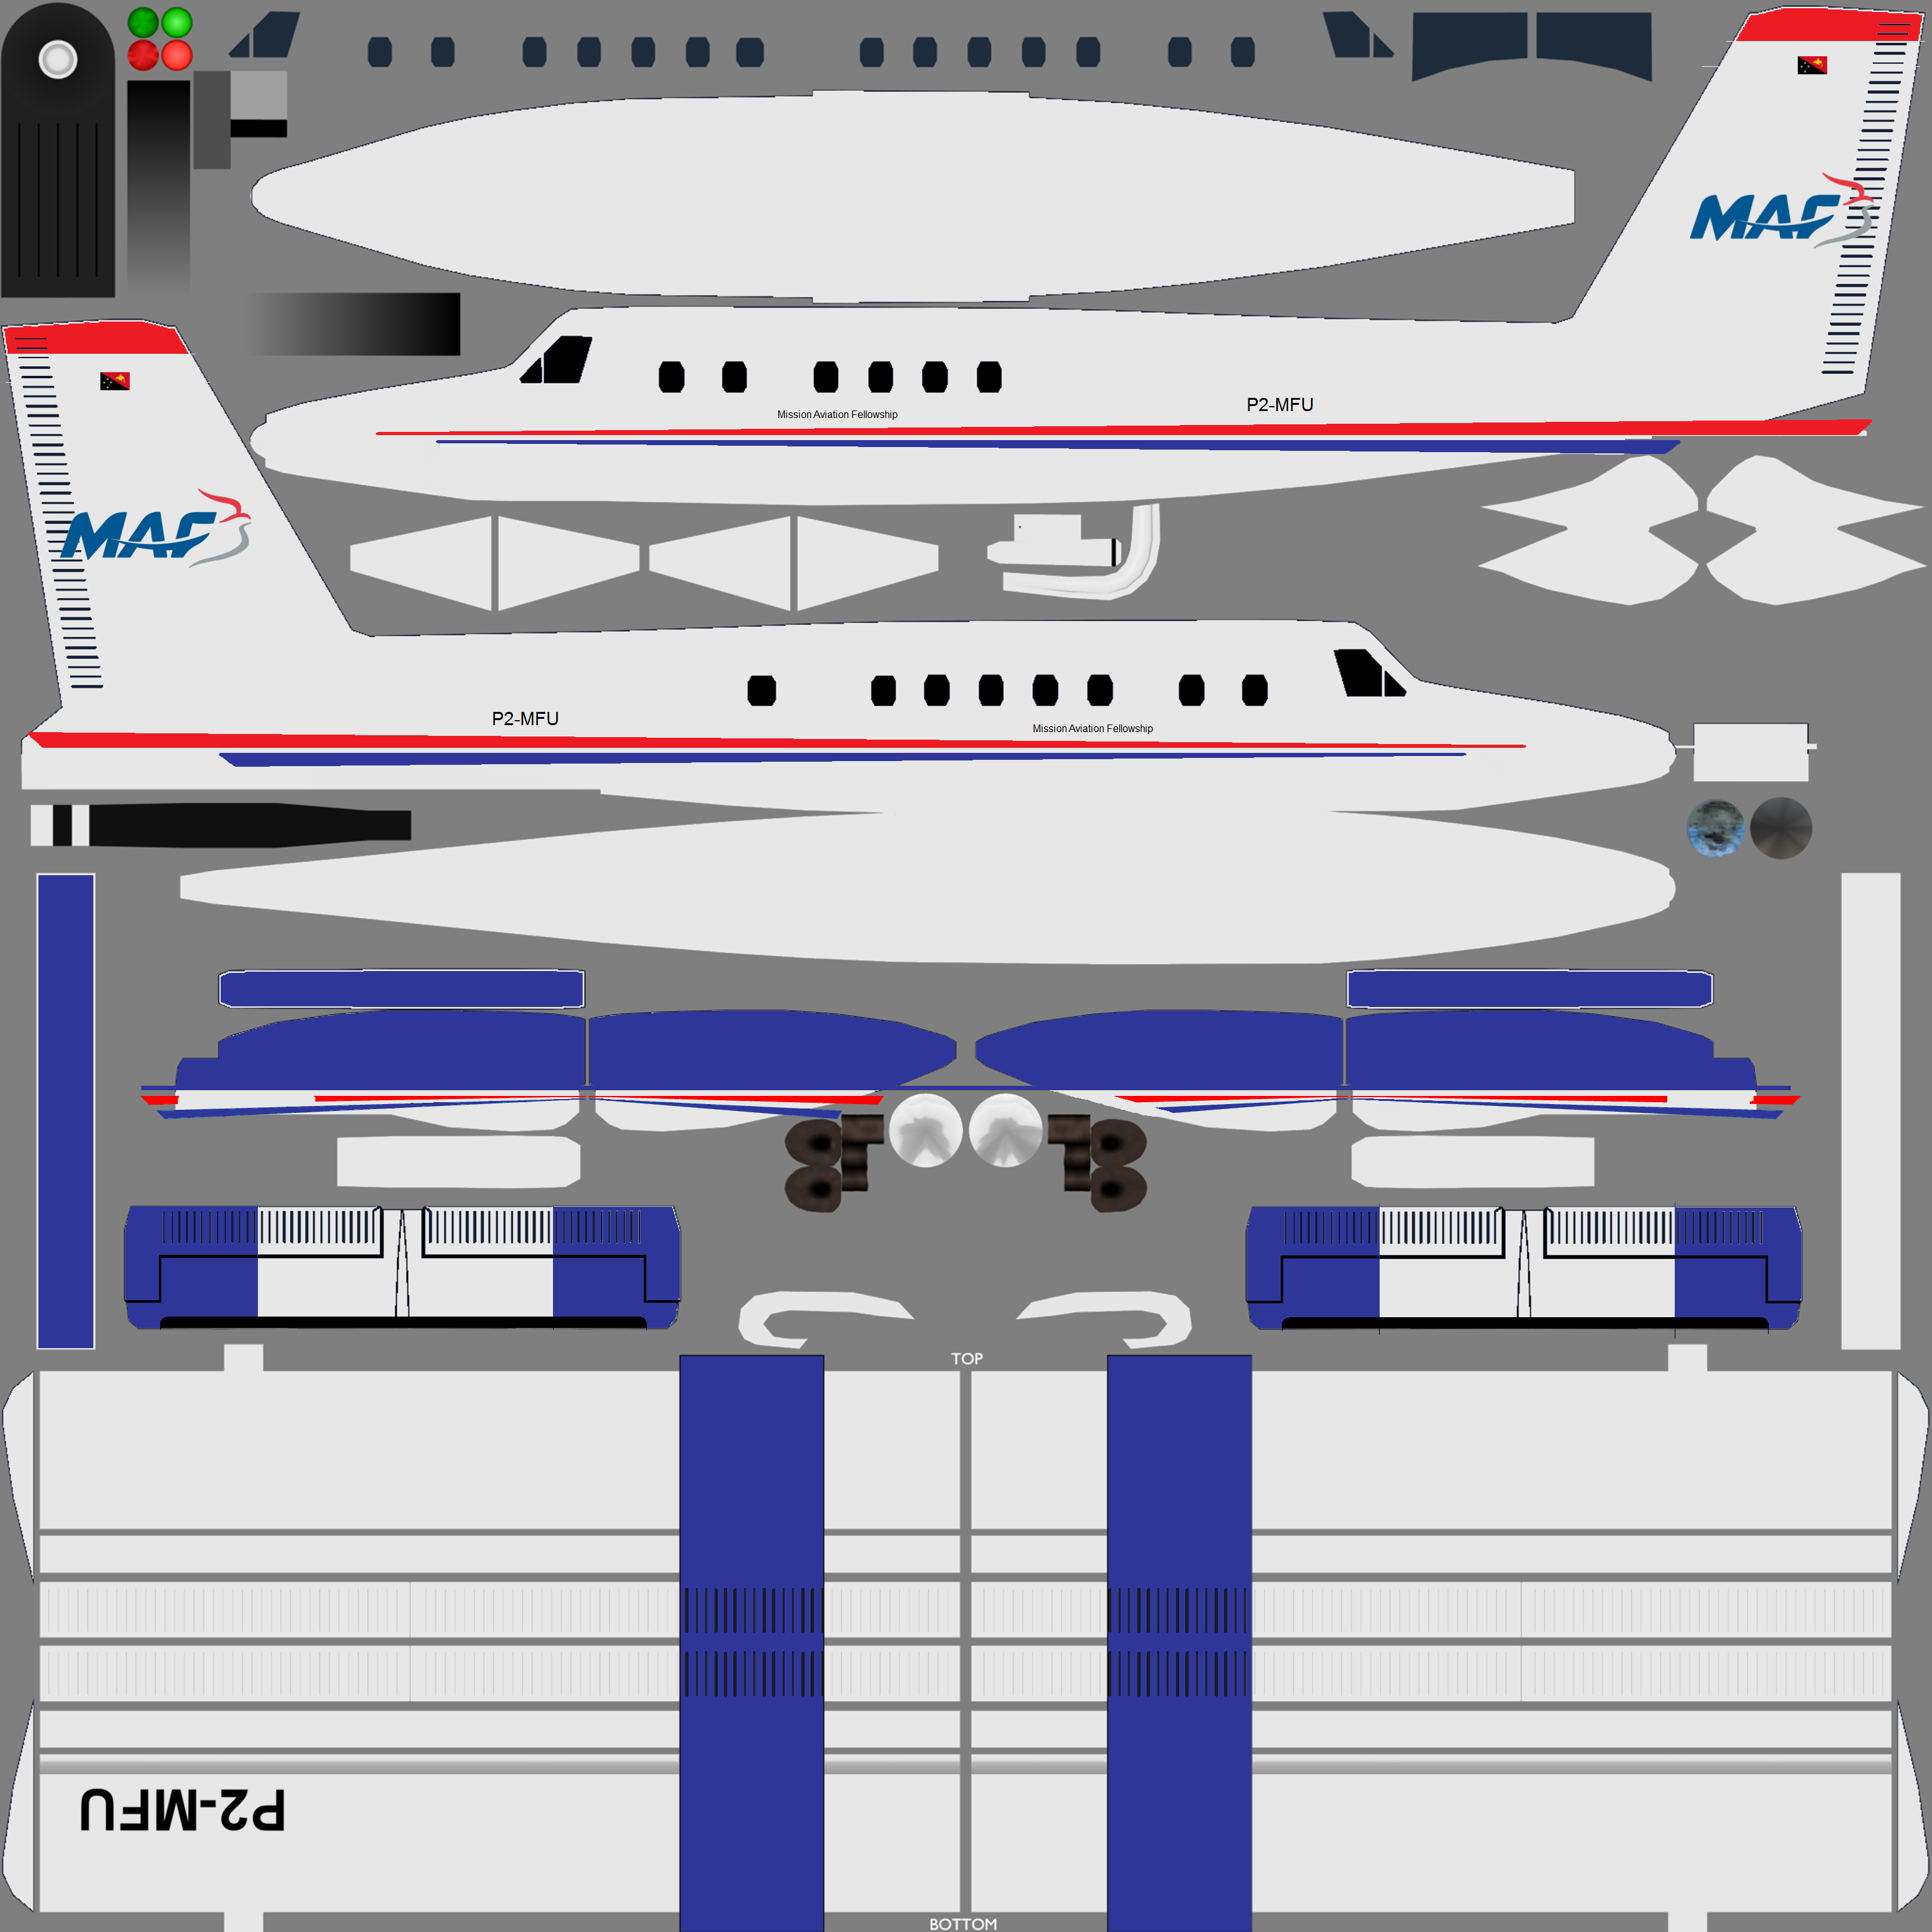 MAF
P2-MFU
Mission Aviation Fellowship
MAF
P2-MFU
Mission Aviation Fellowship
TOP
P2-MFU
BOTTOM